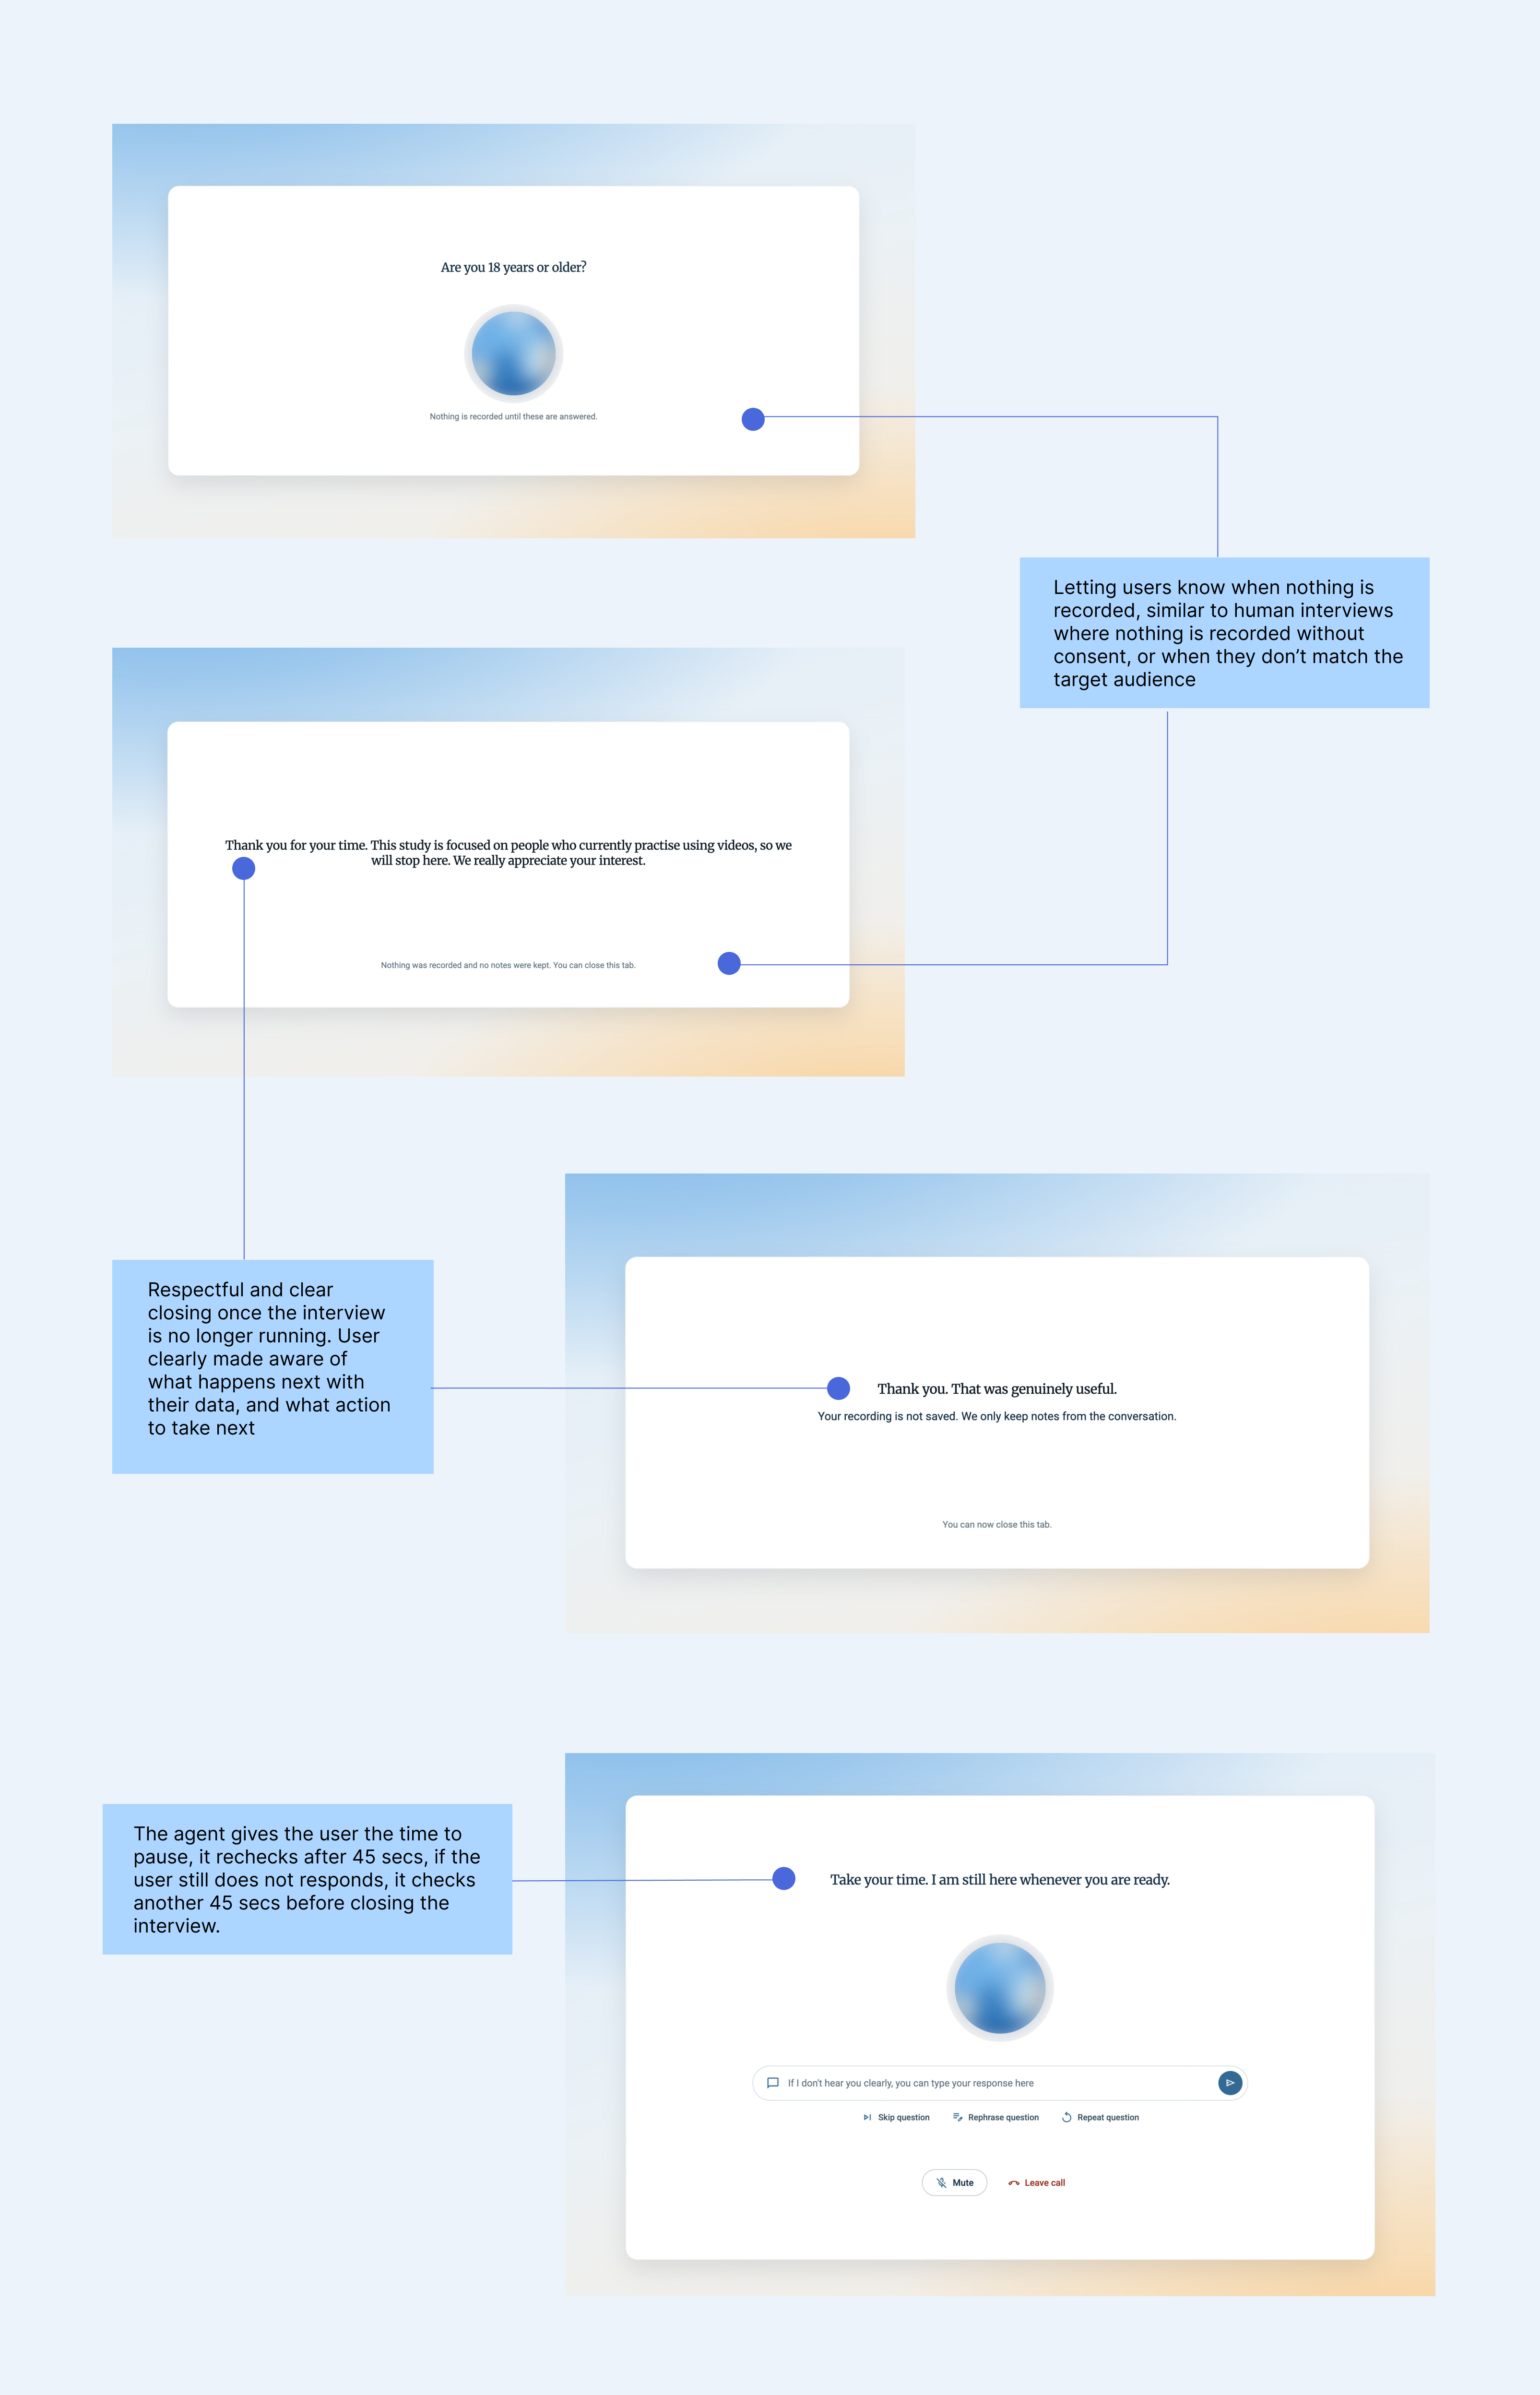 Are you 18 years or older?
Nothing is recorded until these are answered.
Letting users know when nothing is
recorded, similar to human interviews
where nothing is recorded without
consent, or when they don’t match the
target audience
Thank you for your time. This study is focused on people who currently practise using videos, so we
will stop here. We really appreciate your interest.
Nothing was recorded and no notes were kept. You can close this tab.
Respectful and clear
closing once the interview
is no longer running. User
clearly made aware of
what happens next with
their data, and what action
to take next
Thank you. That was genuinely useful.
Your recording is not saved. We only keep notes from the conversation.
You can now close this tab.
The agent gives the user the time to
pause, it rechecks after 45 secs, if the
user still does not responds, it checks
another 45 secs before closing the
interview.
Take your time. I am still here whenever you are ready.
If I don't hear you clearly, you can type your response here
Skip question Rephrase question Repeat question
Mute Leave call